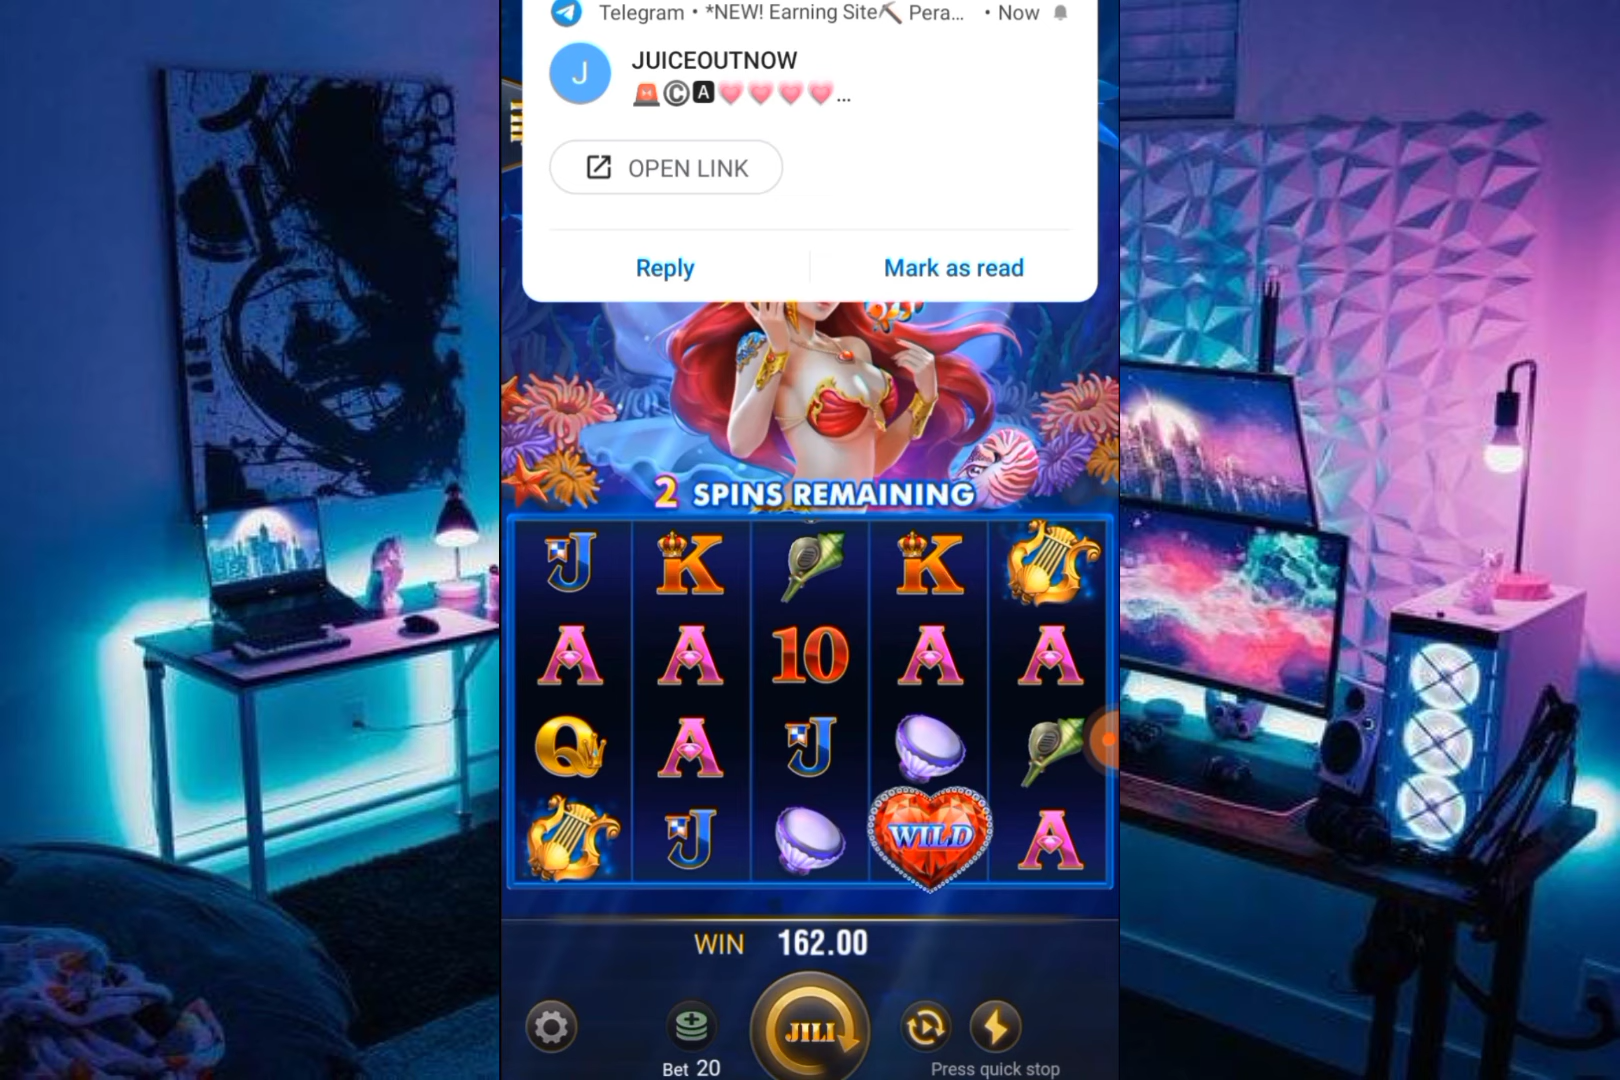 Telegram • *NEW! Earning Site⛏️ Pera... • Now
J
JUICEOUTNOW
🚨©️🅰️💗💗💗💗...
OPEN LINK
Reply
Mark as read
2 SPINS REMAINING
J K K
A A 10 A A
Q A J
J WILD A
WIN 162.00
JILI
Bet 20
Press quick stop